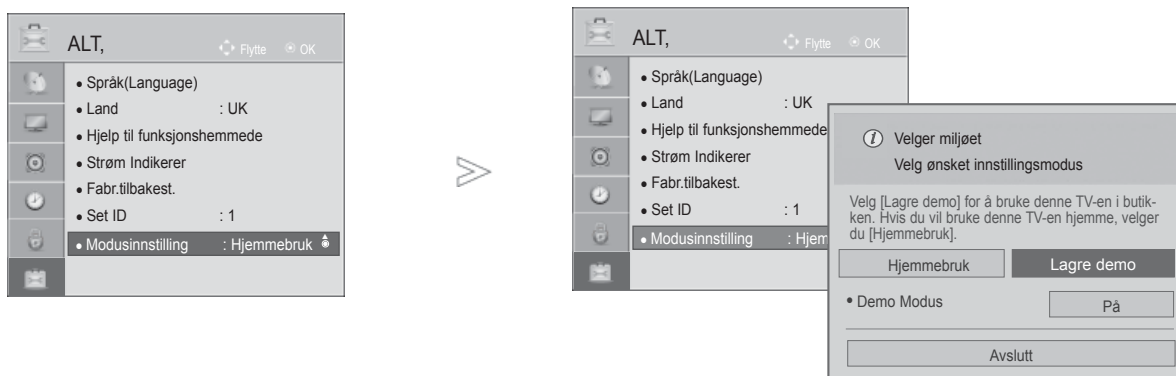 ALT,
Flytte OK
• Språk(Language)
• Land : UK
• Hjelp til funksjonshemmede
• Strøm Indikerer
• Fabr.tilbakest.
• Set ID : 1
• Modusinnstilling : Hjemmebruk
ALT,
Flytte OK
• Språk(Language)
• Land : UK
• Hjelp til funksjonshemmede
• Strøm Indikerer
• Fabr.tilbakest.
• Set ID : 1
• Modusinnstilling : Hjem
i Velger miljøet
Velg ønsket innstillingsmodus
Velg [Lagre demo] for å bruke denne TV-en i butik-
ken. Hvis du vil bruke denne TV-en hjemme, velger
du [Hjemmebruk].
Hjemmebruk Lagre demo
• Demo Modus På
Avslutt